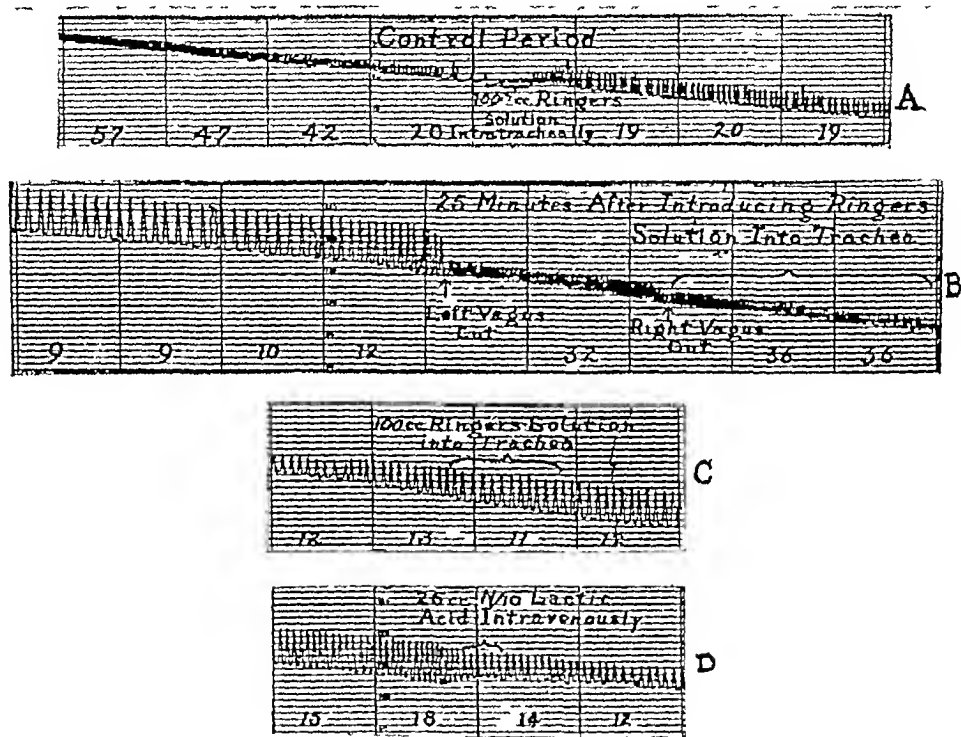 Control Period
100 cc Ringers
Solution
Intratracheally
57 47 42 20 19 20 19
A
25 Minutes After Introducing Ringers
Solution Into Trachea
Left Vagus
Cut
Right Vagus
Cut
9 9 10 12 32 36 36
B
100cc Ringers Solution
into Trachea
12 13 11
C
26 cc N/10 Lactic
Acid Intravenously
15 18 14 12
D